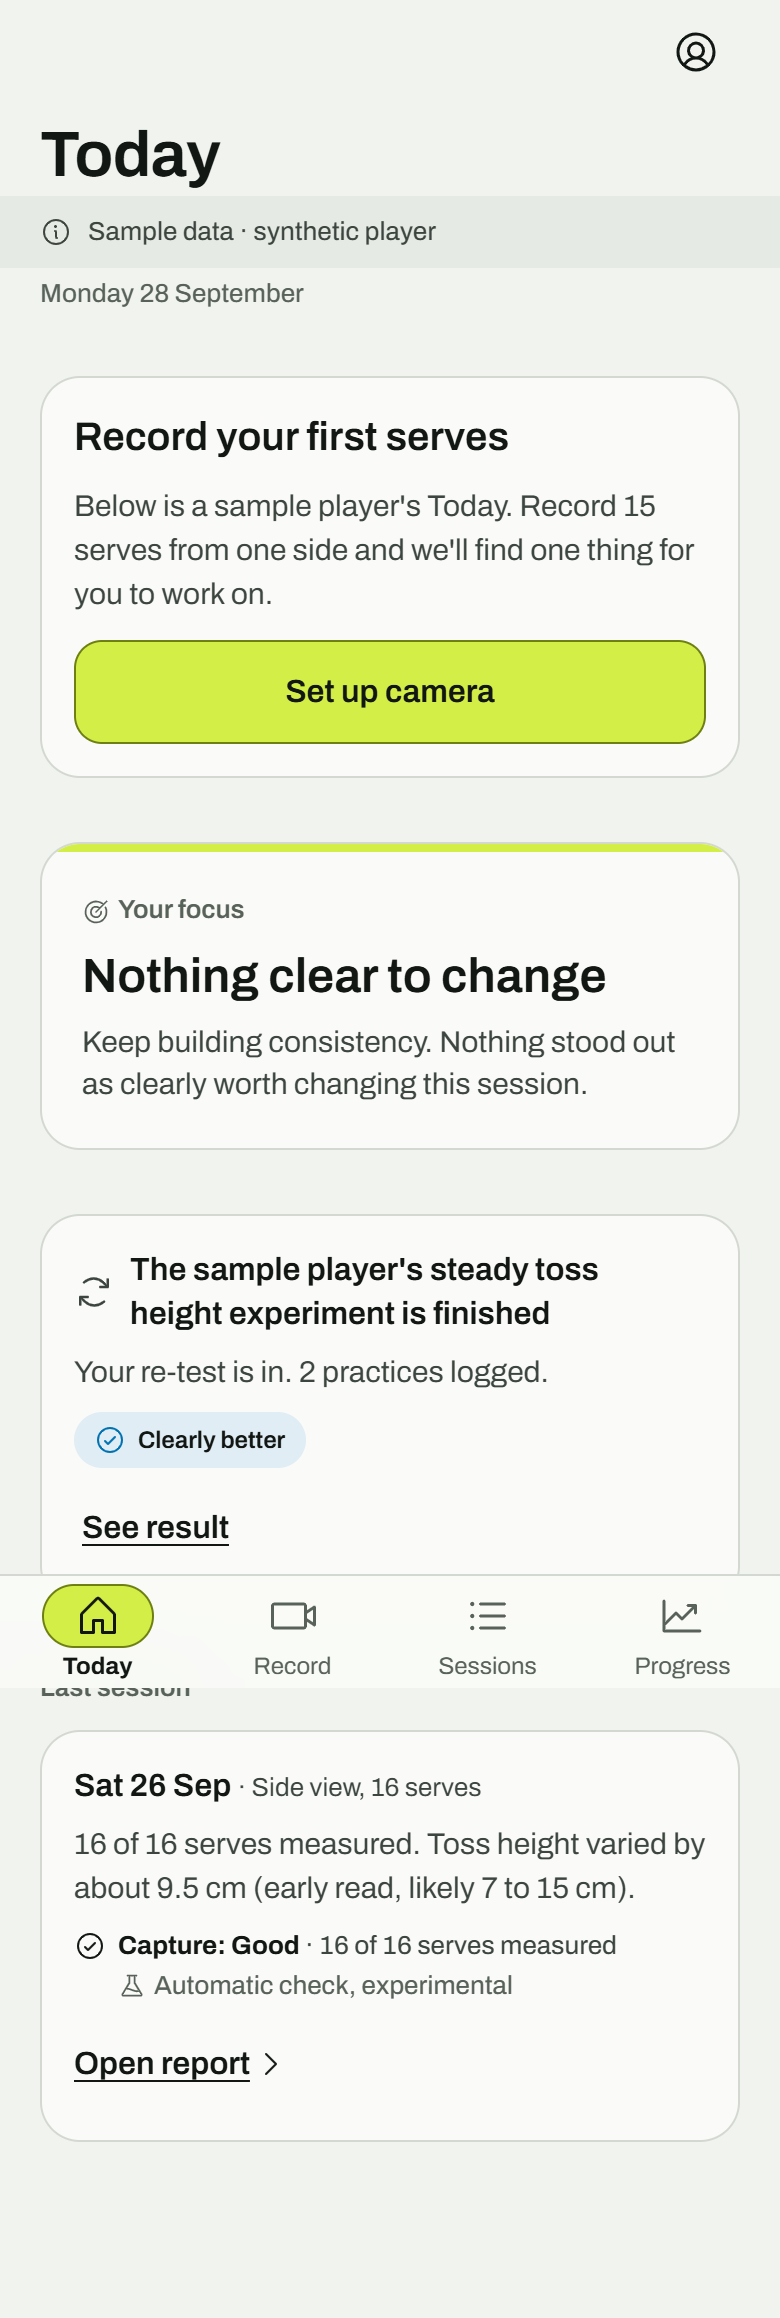 Today
Sample data · synthetic player
Monday 28 September
Record your first serves
Below is a sample player's Today. Record 15
serves from one side and we'll find one thing for
you to work on.
Set up camera
Your focus
Nothing clear to change
Keep building consistency. Nothing stood out
as clearly worth changing this session.
The sample player's steady toss
height experiment is finished
Your re-test is in. 2 practices logged.
Clearly better
See result
Today
Record
Sessions
Progress
Last session
Sat 26 Sep · Side view, 16 serves
16 of 16 serves measured. Toss height varied by
about 9.5 cm (early read, likely 7 to 15 cm).
Capture: Good · 16 of 16 serves measured
Automatic check, experimental
Open report